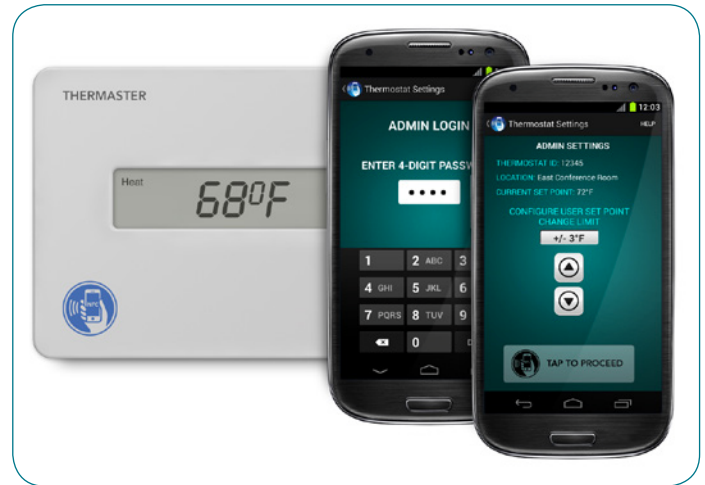 THERMASTER
Heat
68°F
Thermostat Settings
ADMIN LOGIN
ENTER 4-DIGIT
1
2 ABC
3
4 GHI
5 JKL
6
7 PQRS
8 TUV
9
0
12:03
Thermostat Settings
HELP
ADMIN SETTINGS
THERMOSTAT ID: 12345
LOCATION: East Conference Room
CURRENT SET POINT: 72°F
CONFIGURE USER SET POINT
CHANGE LIMIT
+/- 3°F
TAP TO PROCEED